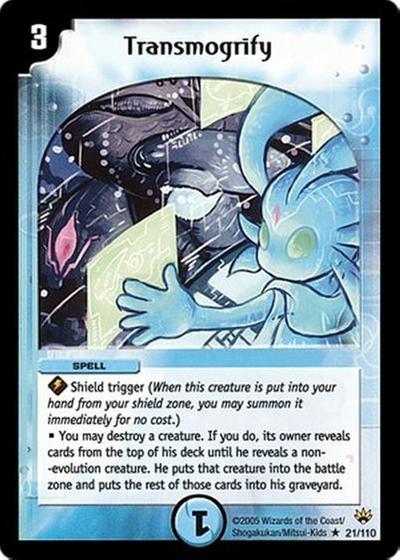 3
Transmogrify
SPELL
Shield trigger (When this creature is put into your
hand from your shield zone, you may summon it
immediately for no cost.)
▪ You may destroy a creature. If you do, its owner reveals
cards from the top of his deck until he reveals a non-
evolution creature. He puts that creature into the battle
zone and puts the rest of those cards into his graveyard.
1
©2005 Wizards of the Coast/
Shogakukan/Mitsui-Kids ★ 21/110